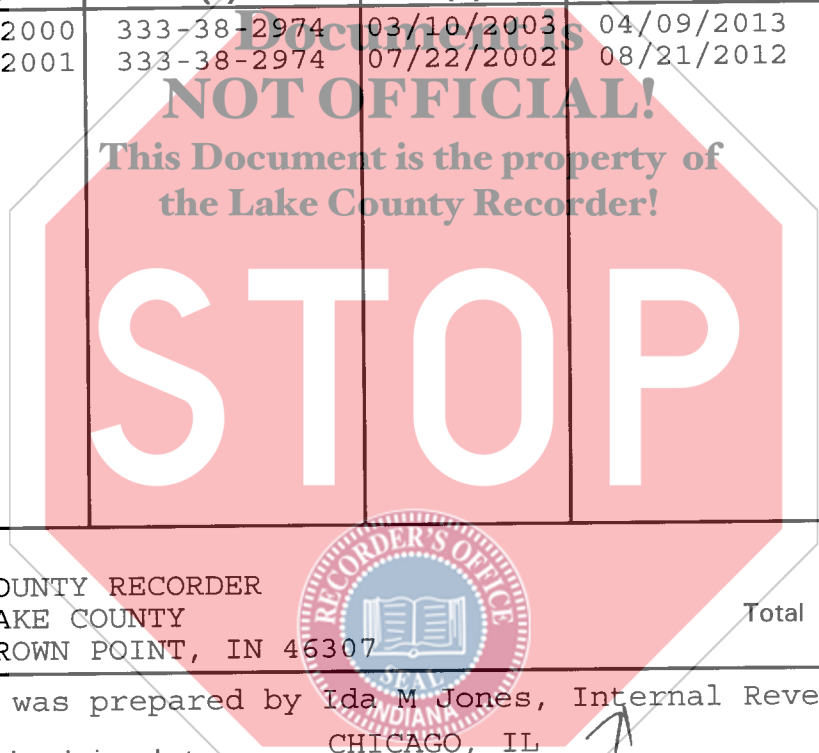 2000 333-38-2974 03/10/2003 04/09/2013
2001 333-38-2974 07/22/2002 08/21/2012
Document is
NOT OFFICIAL!
This Document is the property of
the Lake County Recorder!
STOP
RECORDER'S OFFICE
SEAL
INDIANA
OUNTY RECORDER
AKE COUNTY
Total
ROWN POINT, IN 46307
was prepared by Ida M Jones, Internal Reve
CHICAGO, IL